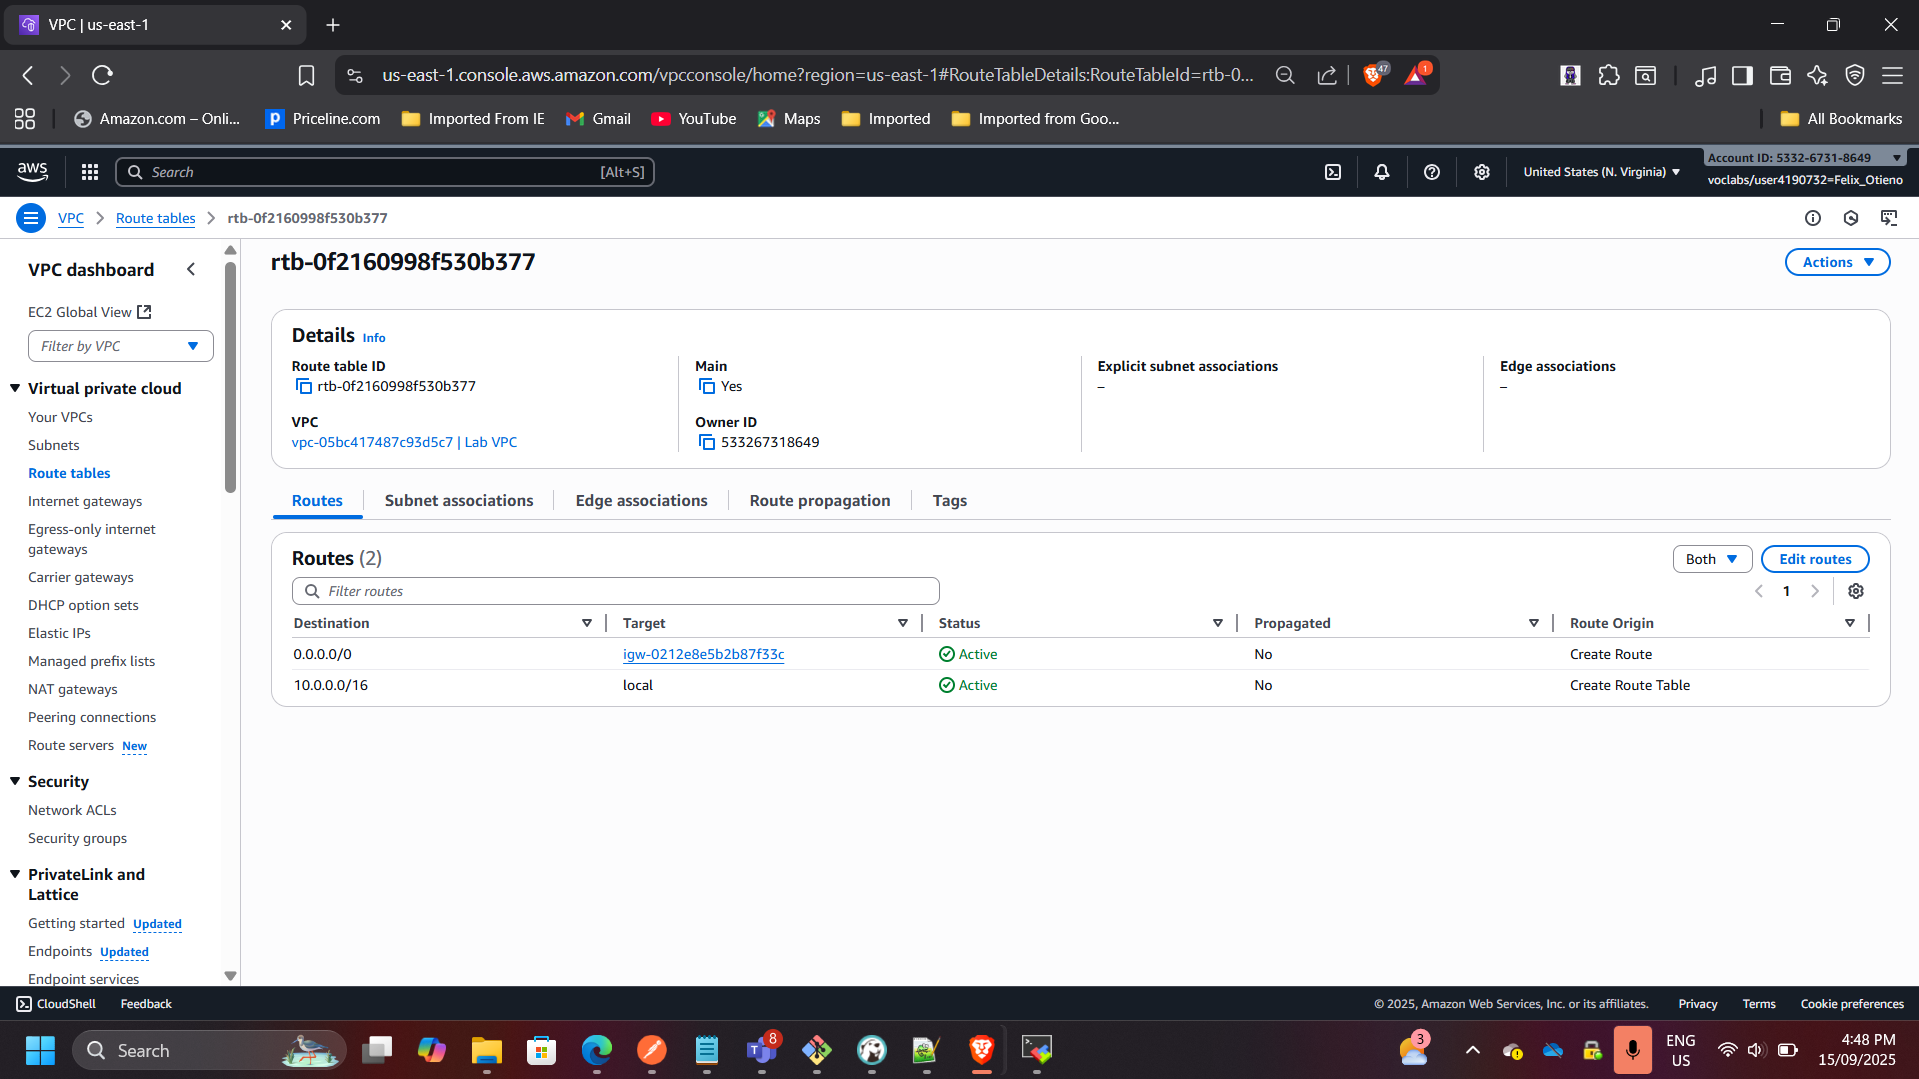 VPC | us-east-1
us-east-1.console.aws.amazon.com/vpcconsole/home?region=us-east-1#RouteTableDetails:RouteTableId=rtb-0...
47
1
Amazon.com – Onli...
Priceline.com
Imported From IE
Gmail
YouTube
Maps
Imported
Imported from Goo...
All Bookmarks
aws
Search
[Alt+S]
United States (N. Virginia)
Account ID: 5332-6731-8649
voclabs/user4190732=Felix_Otieno
VPC
Route tables
rtb-0f2160998f530b377
VPC dashboard
EC2 Global View
Filter by VPC
Virtual private cloud
Your VPCs
Subnets
Route tables
Internet gateways
Egress-only internet
gateways
Carrier gateways
DHCP option sets
Elastic IPs
Managed prefix lists
NAT gateways
Peering connections
Route servers New
Security
Network ACLs
Security groups
PrivateLink and
Lattice
Getting started Updated
Endpoints Updated
Endpoint services
rtb-0f2160998f530b377
Actions
Details Info
Route table ID
rtb-0f2160998f530b377
Main
Yes
Explicit subnet associations
–
Edge associations
–
VPC
vpc-05bc417487c93d5c7 | Lab VPC
Owner ID
533267318649
Routes
Subnet associations
Edge associations
Route propagation
Tags
Routes (2)
Both
Edit routes
Filter routes
1
Destination Target Status Propagated Route Origin
0.0.0.0/0 igw-0212e8e5b2b87f33c Active No Create Route
10.0.0.0/16 local Active No Create Route Table
CloudShell
Feedback
© 2025, Amazon Web Services, Inc. or its affiliates.
Privacy
Terms
Cookie preferences
Search
8
3
ENG
US
4:48 PM
15/09/2025